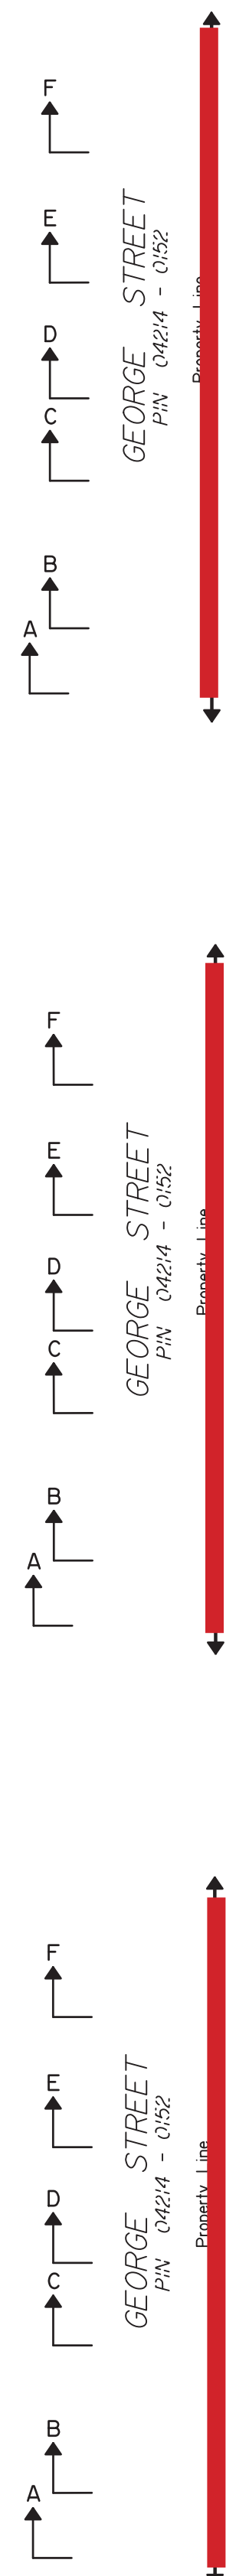 F
E
D
C
B
A
GEORGE STREET
PIN 04214 - 0152
Property Line
F
E
D
C
B
A
GEORGE STREET
PIN 04214 - 0152
Property Line
F
E
D
C
B
A
GEORGE STREET
PIN 04214 - 0152
Property Line